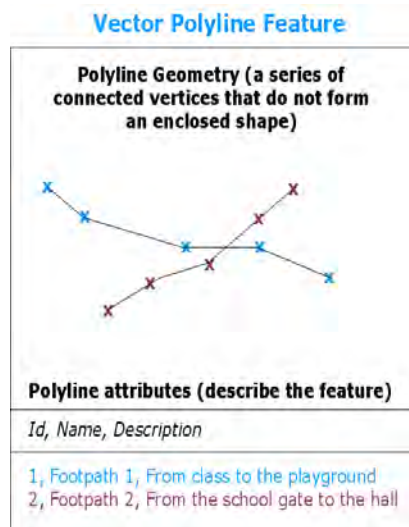 Vector Polyline Feature
Polyline Geometry (a series of
connected vertices that do not form
an enclosed shape)
Polyline attributes (describe the feature)
Id, Name, Description
1, Footpath 1, From class to the playground
2, Footpath 2, From the school gate to the hall